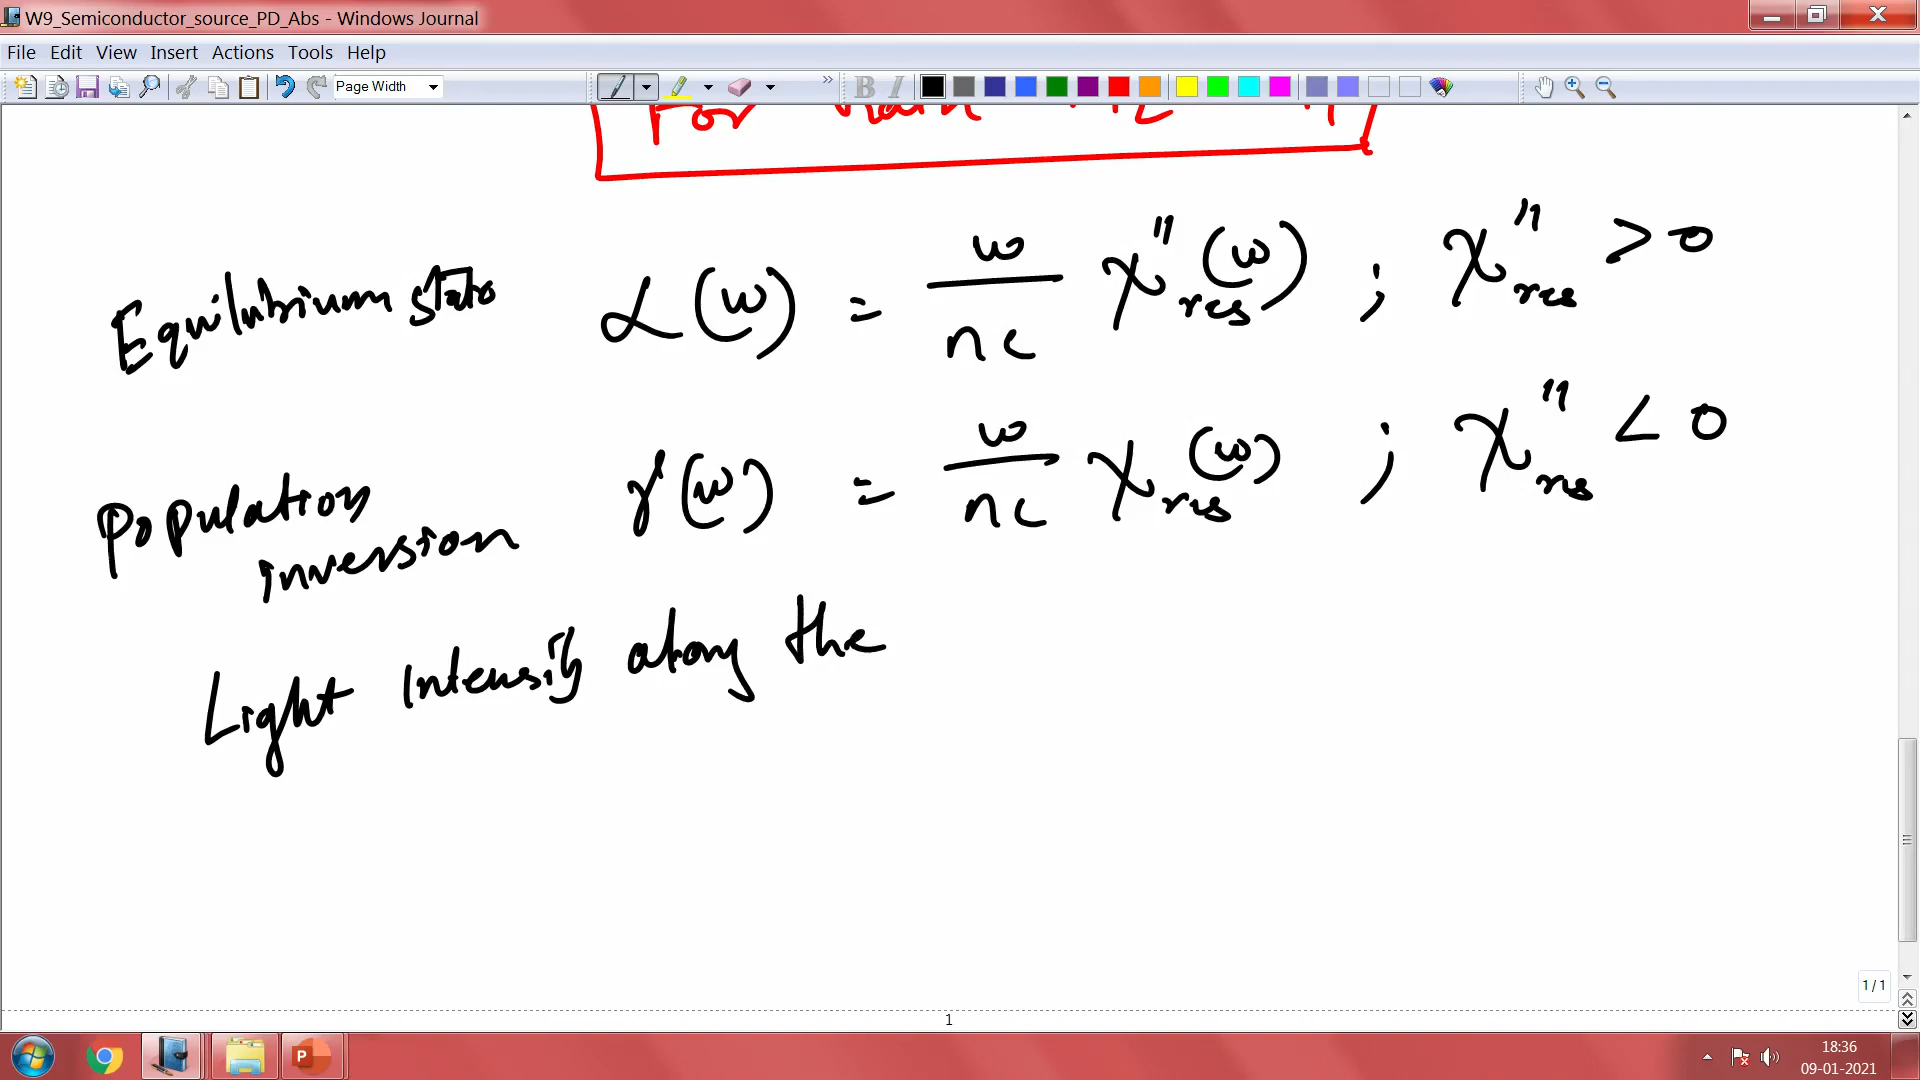 W9_Semiconductor_source_PD_Abs - Windows Journal
File Edit View Insert Actions Tools Help
Page Width
B I
For
Equilibrium state α(ω) = ω/nc χ''res(ω) ; χ''res > 0
Population inversion γ(ω) = ω/nc χres(ω) ; χ''res < 0
Light intensity along the
1 / 1
1
18:36
09-01-2021